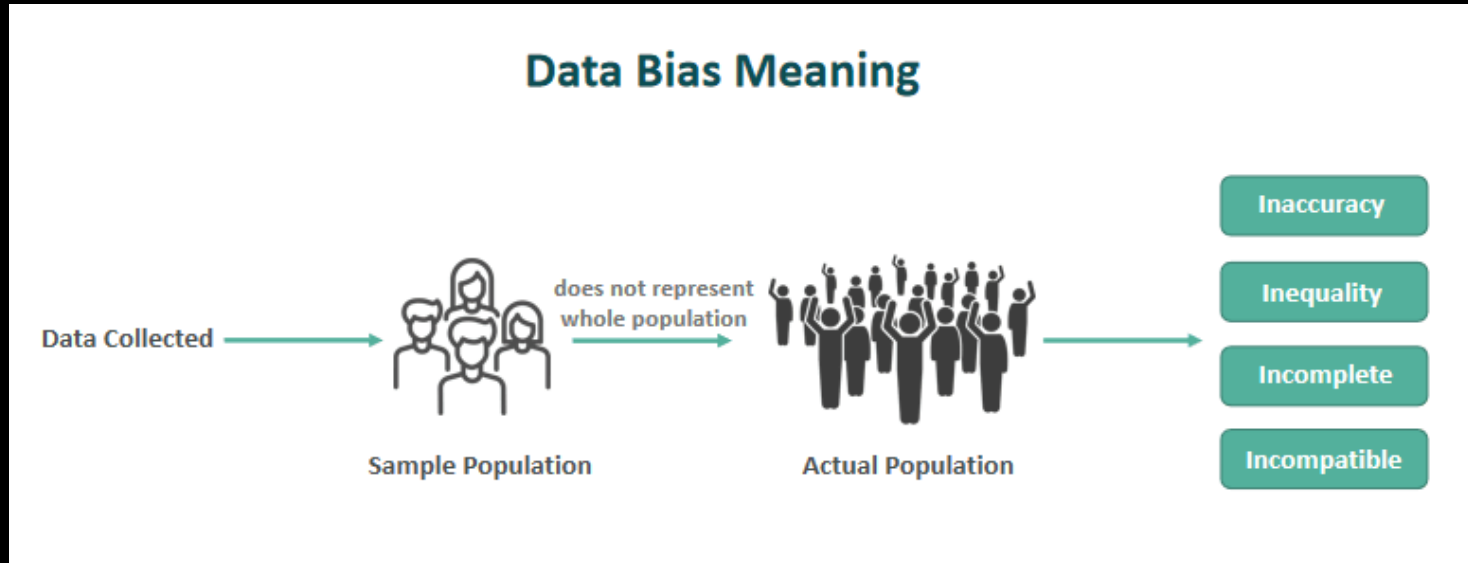 Data Bias Meaning
Data Collected
does not represent
whole population
Sample Population
Actual Population
Inaccuracy
Inequality
Incomplete
Incompatible